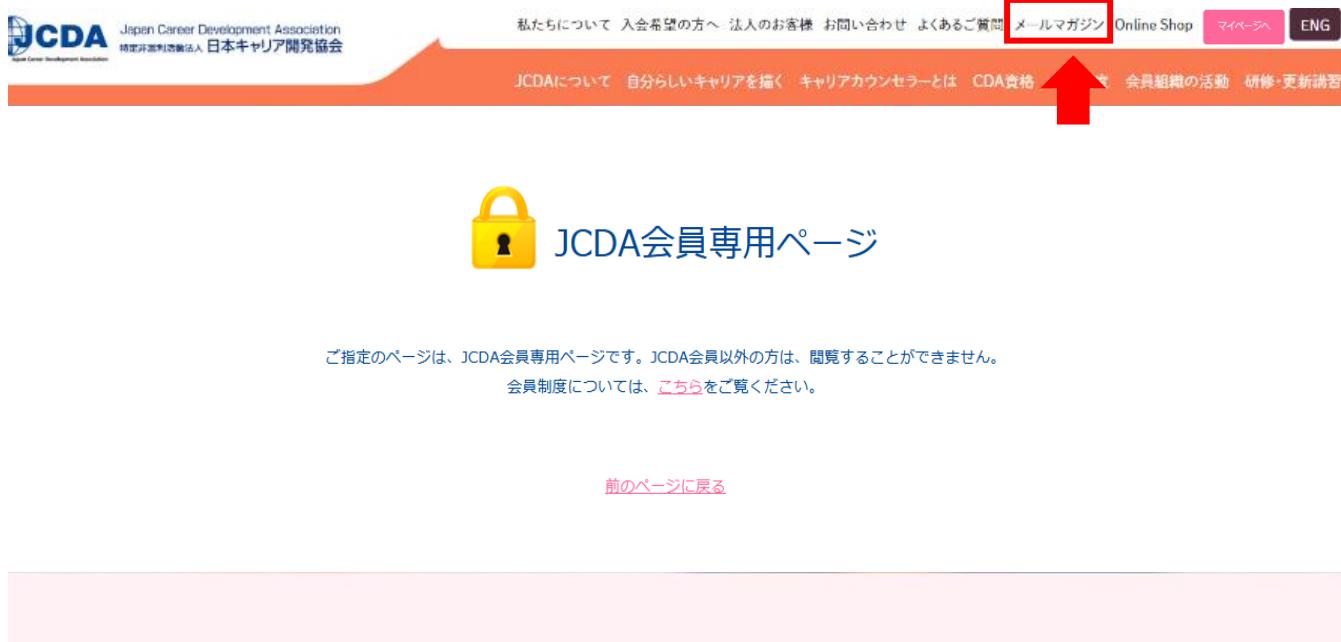 JCDA
Japan Career Development Association
Japan Career Development Association
特定非営利活動法人 日本キャリア開発協会
私たちについて 入会希望の方へ 法人のお客様 お問い合わせ よくあるご質問 メールマガジン Online Shop マイページへ ENG
JCDAについて 自分らしいキャリアを描く キャリアカウンセラーとは CDA資格 会員組織の活動 研修・更新講習
JCDA会員専用ページ
ご指定のページは、JCDA会員専用ページです。JCDA会員以外の方は、閲覧することができません。
会員制度については、こちらをご覧ください。
前のページに戻る